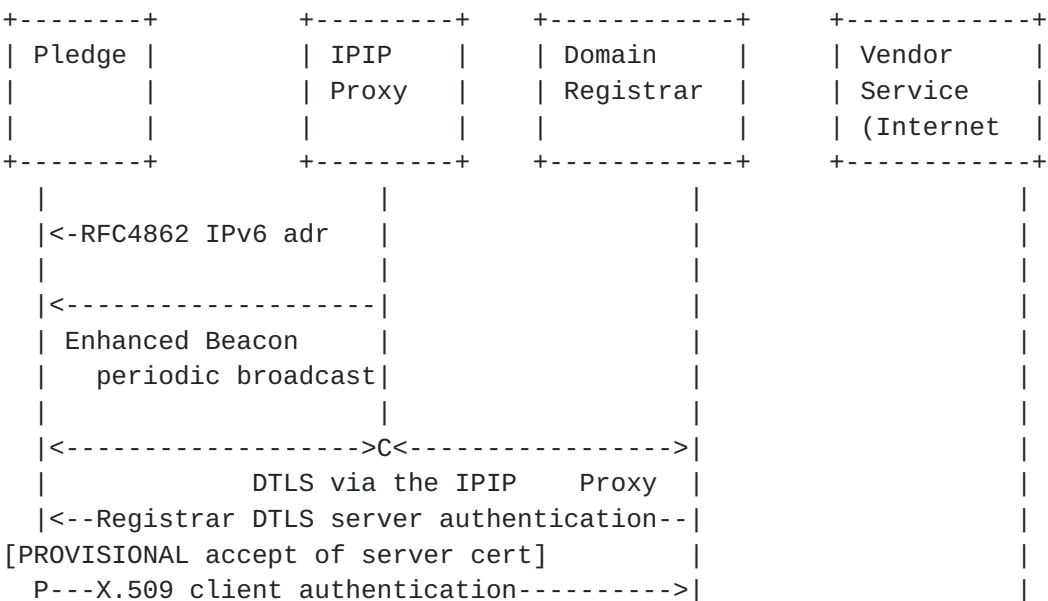 +--------+         +---------+    +------------+     +------------+
| Pledge |         | IPIP    |    | Domain     |     | Vendor     |
|        |         | Proxy   |    | Registrar  |     | Service    |
|        |         |         |    |            |     | (Internet  |
+--------+         +---------+    +------------+     +------------+
  |                     |                   |                    |
  |<-RFC4862 IPv6 adr   |                   |                    |
  |                     |                   |                    |
  |<--------------------|                   |                    |
  | Enhanced Beacon     |                   |                    |
  |   periodic broadcast|                   |                    |
  |                     |                   |                    |
  |<------------------->C<----------------->|                    |
  |             DTLS via the IPIP    Proxy  |                    |
  |<--Registrar DTLS server authentication--|                    |
[PROVISIONAL accept of server cert]         |                    |
  P---X.509 client authentication---------->|                    |